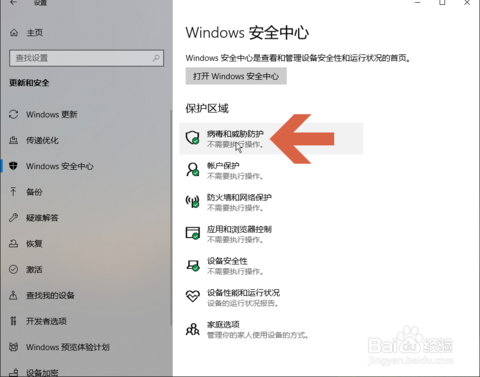 设置
主页
查找设置
更新和安全
Windows 更新
传递优化
Windows 安全中心
备份
疑难解答
恢复
激活
查找我的设备
开发者选项
Windows 预览体验计划
设备加密
Windows 安全中心
Windows 安全中心是查看和管理设备安全性和运行状况的首页。
打开 Windows 安全中心
保护区域
病毒和威胁防护
不需要执行操作。
帐户保护
不需要执行操作。
防火墙和网络保护
不需要执行操作。
应用和浏览器控制
不需要执行操作。
设备安全性
不需要执行操作。
设备性能和运行状况
设备的运行状况报告。
家庭选项
管理你的家人使用设备的方式。
Baidu 经验
jingyan.baidu.com